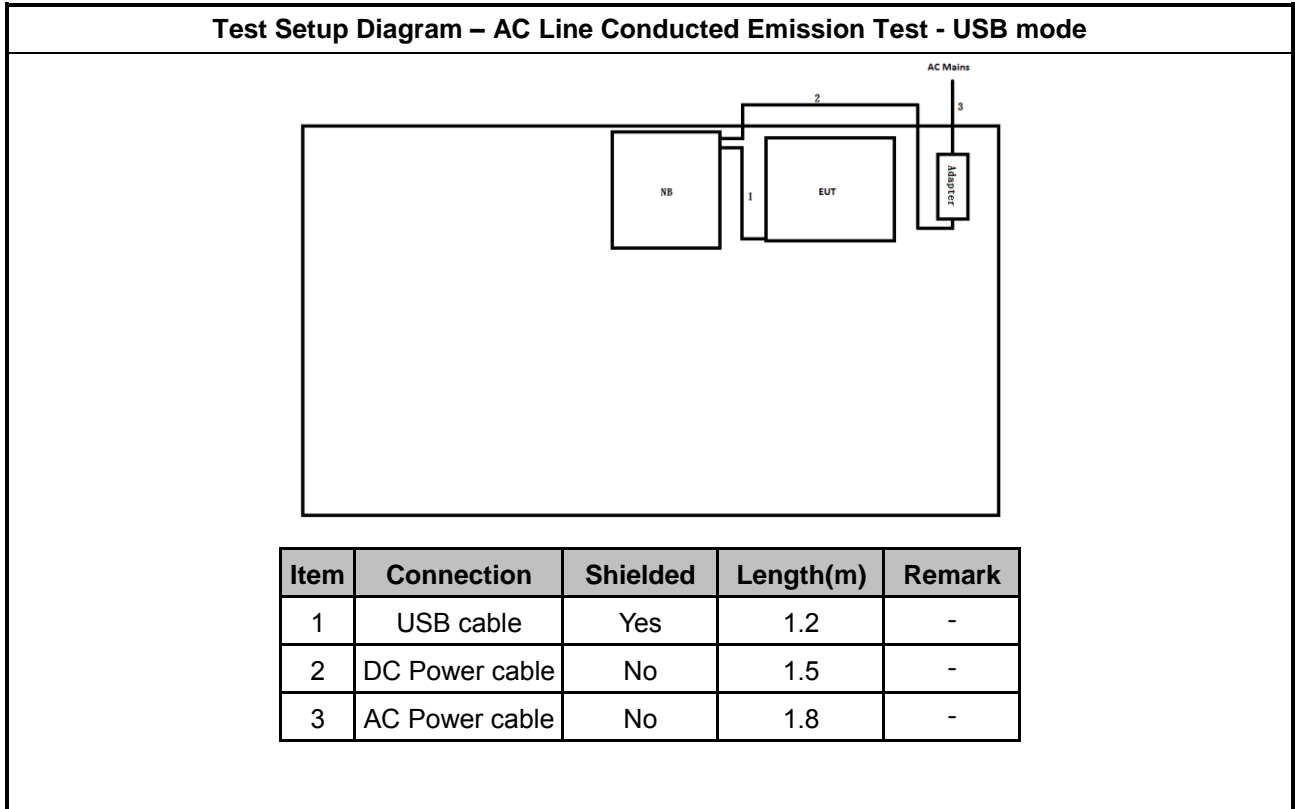 Test Setup Diagram – AC Line Conducted Emission Test - USB mode
AC Mains
2
3
NB
1
EUT
Adapter
Item Connection Shielded Length(m) Remark
1 USB cable Yes 1.2 -
2 DC Power cable No 1.5 -
3 AC Power cable No 1.8 -